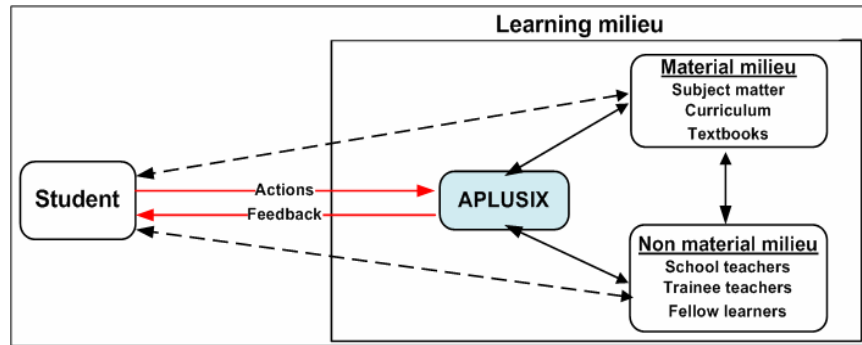 Learning milieu
Material milieu
Subject matter
Curriculum
Textbooks
Student
Actions
Feedback
APLUSIX
Non material milieu
School teachers
Trainee teachers
Fellow learners